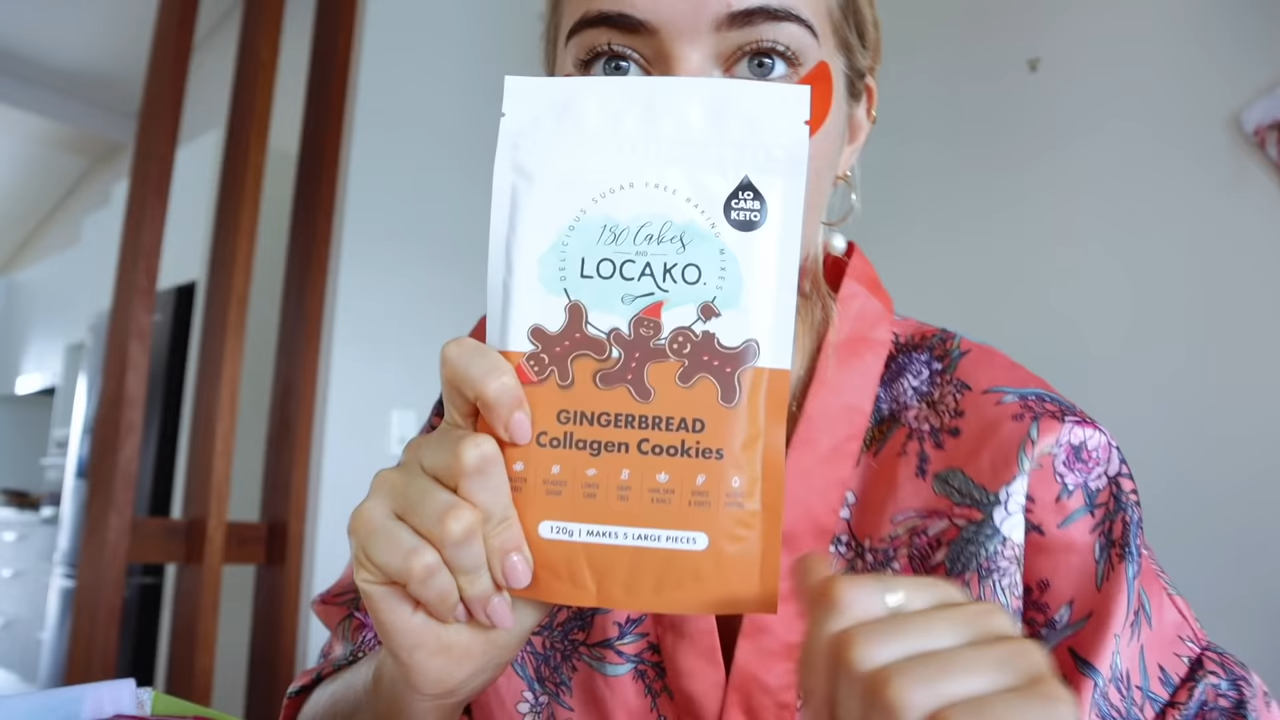 DELICIOUS SUGAR FREE BAKING MIXES
LO
CARB
KETO
180 Cakes
AND
LOCAKO.
GINGERBREAD
Collagen Cookies
120g | MAKES 5 LARGE PIECES